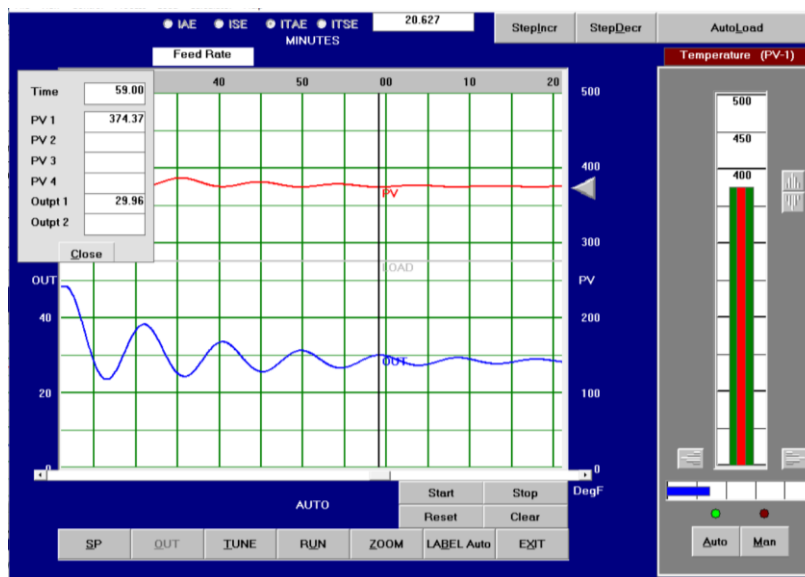 IAE ISE ITAE ITSE 20.627 StepIncr StepDecr AutoLoad
MINUTES
Feed Rate Temperature (PV-1)
40 50 00 10 20
Time 59.00
PV 1 374.37
PV 2
PV 3
PV 4
Outpt 1 29.96
Outpt 2
Close
500
400
300
200
100
0
PV
LOAD
OUT
OUT
40
20
0
PV
DegF
500
450
400
AUTO
Start Stop
Reset Clear
SP OUT TUNE RUN ZOOM LABEL Auto EXIT
Auto Man